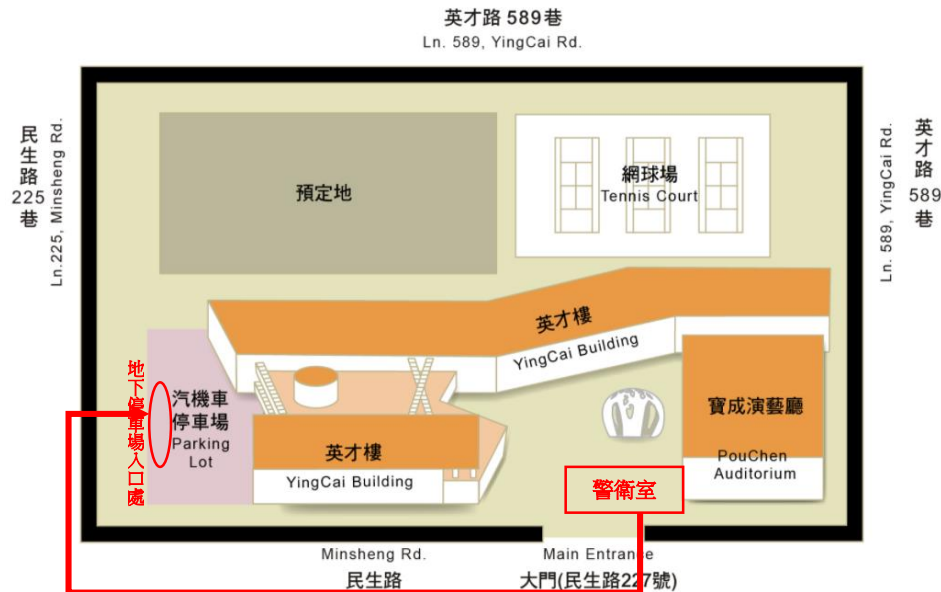 英才路 589巷
Ln. 589, YingCai Rd.
民生路225巷
Ln.225, Minsheng Rd.
英才路589巷
Ln. 589, YingCai Rd.
預定地
網球場
Tennis Court
英才樓
YingCai Building
地下停車場入口處
汽機車
停車場
Parking
Lot
英才樓
YingCai Building
寶成演藝廳
PouChen
Auditorium
警衛室
Minsheng Rd.
民生路
Main Entrance
大門(民生路227號)